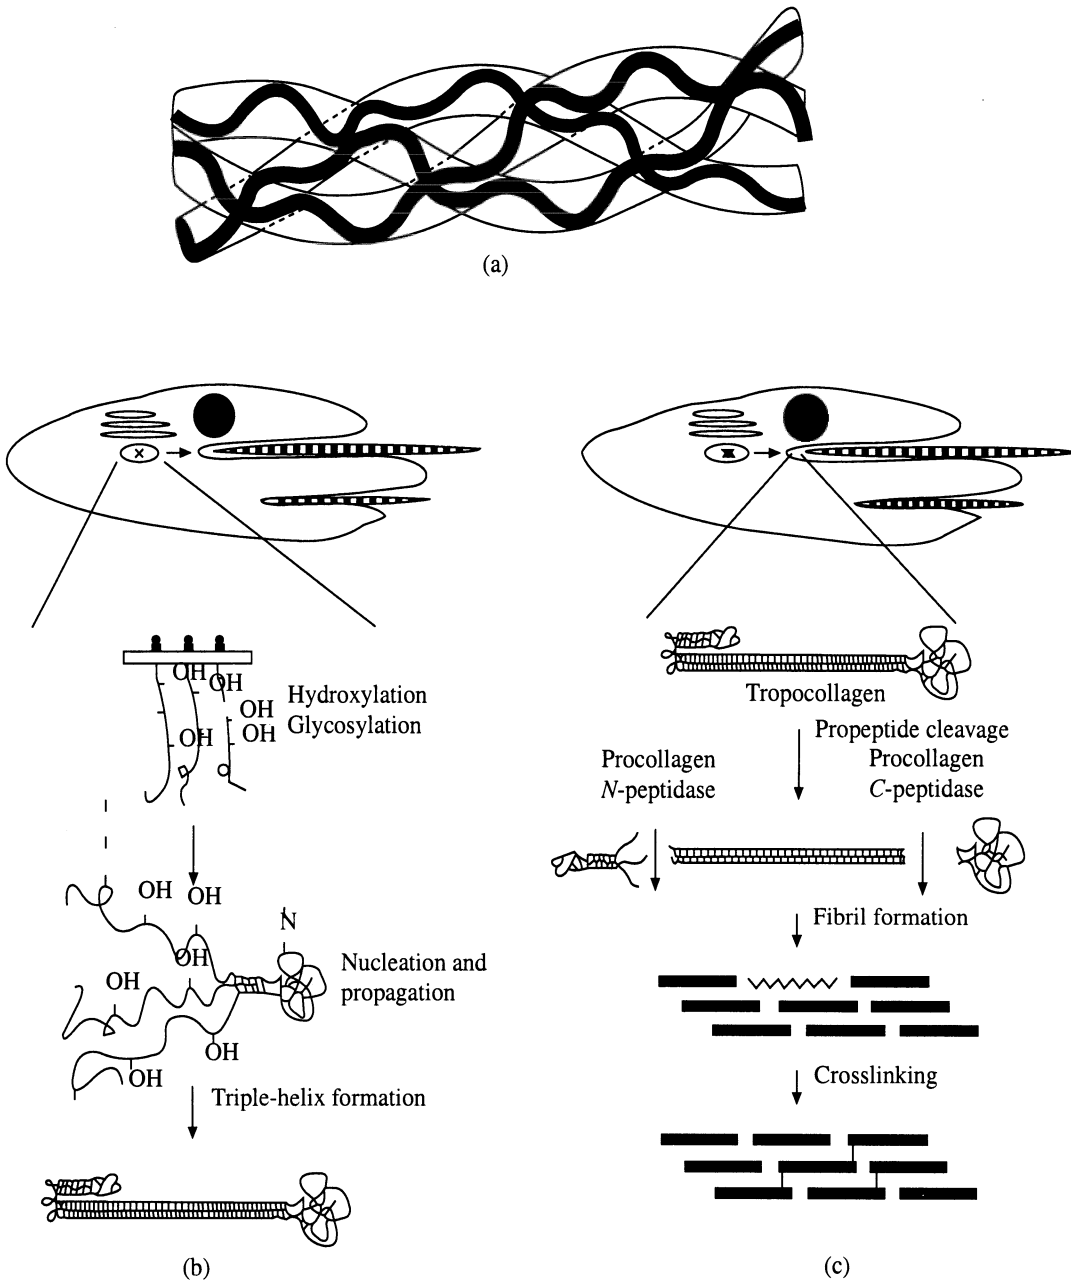 (a)
OH
OH
OH
OH
OH
Hydroxylation
Glycosylation
OH
OH
N
OH
OH
OH
OH
Nucleation and
propagation
Triple-helix formation
(b)
Tropocollagen
Propeptide cleavage
Procollagen
N-peptidase
Procollagen
C-peptidase
Fibril formation
Crosslinking
(c)